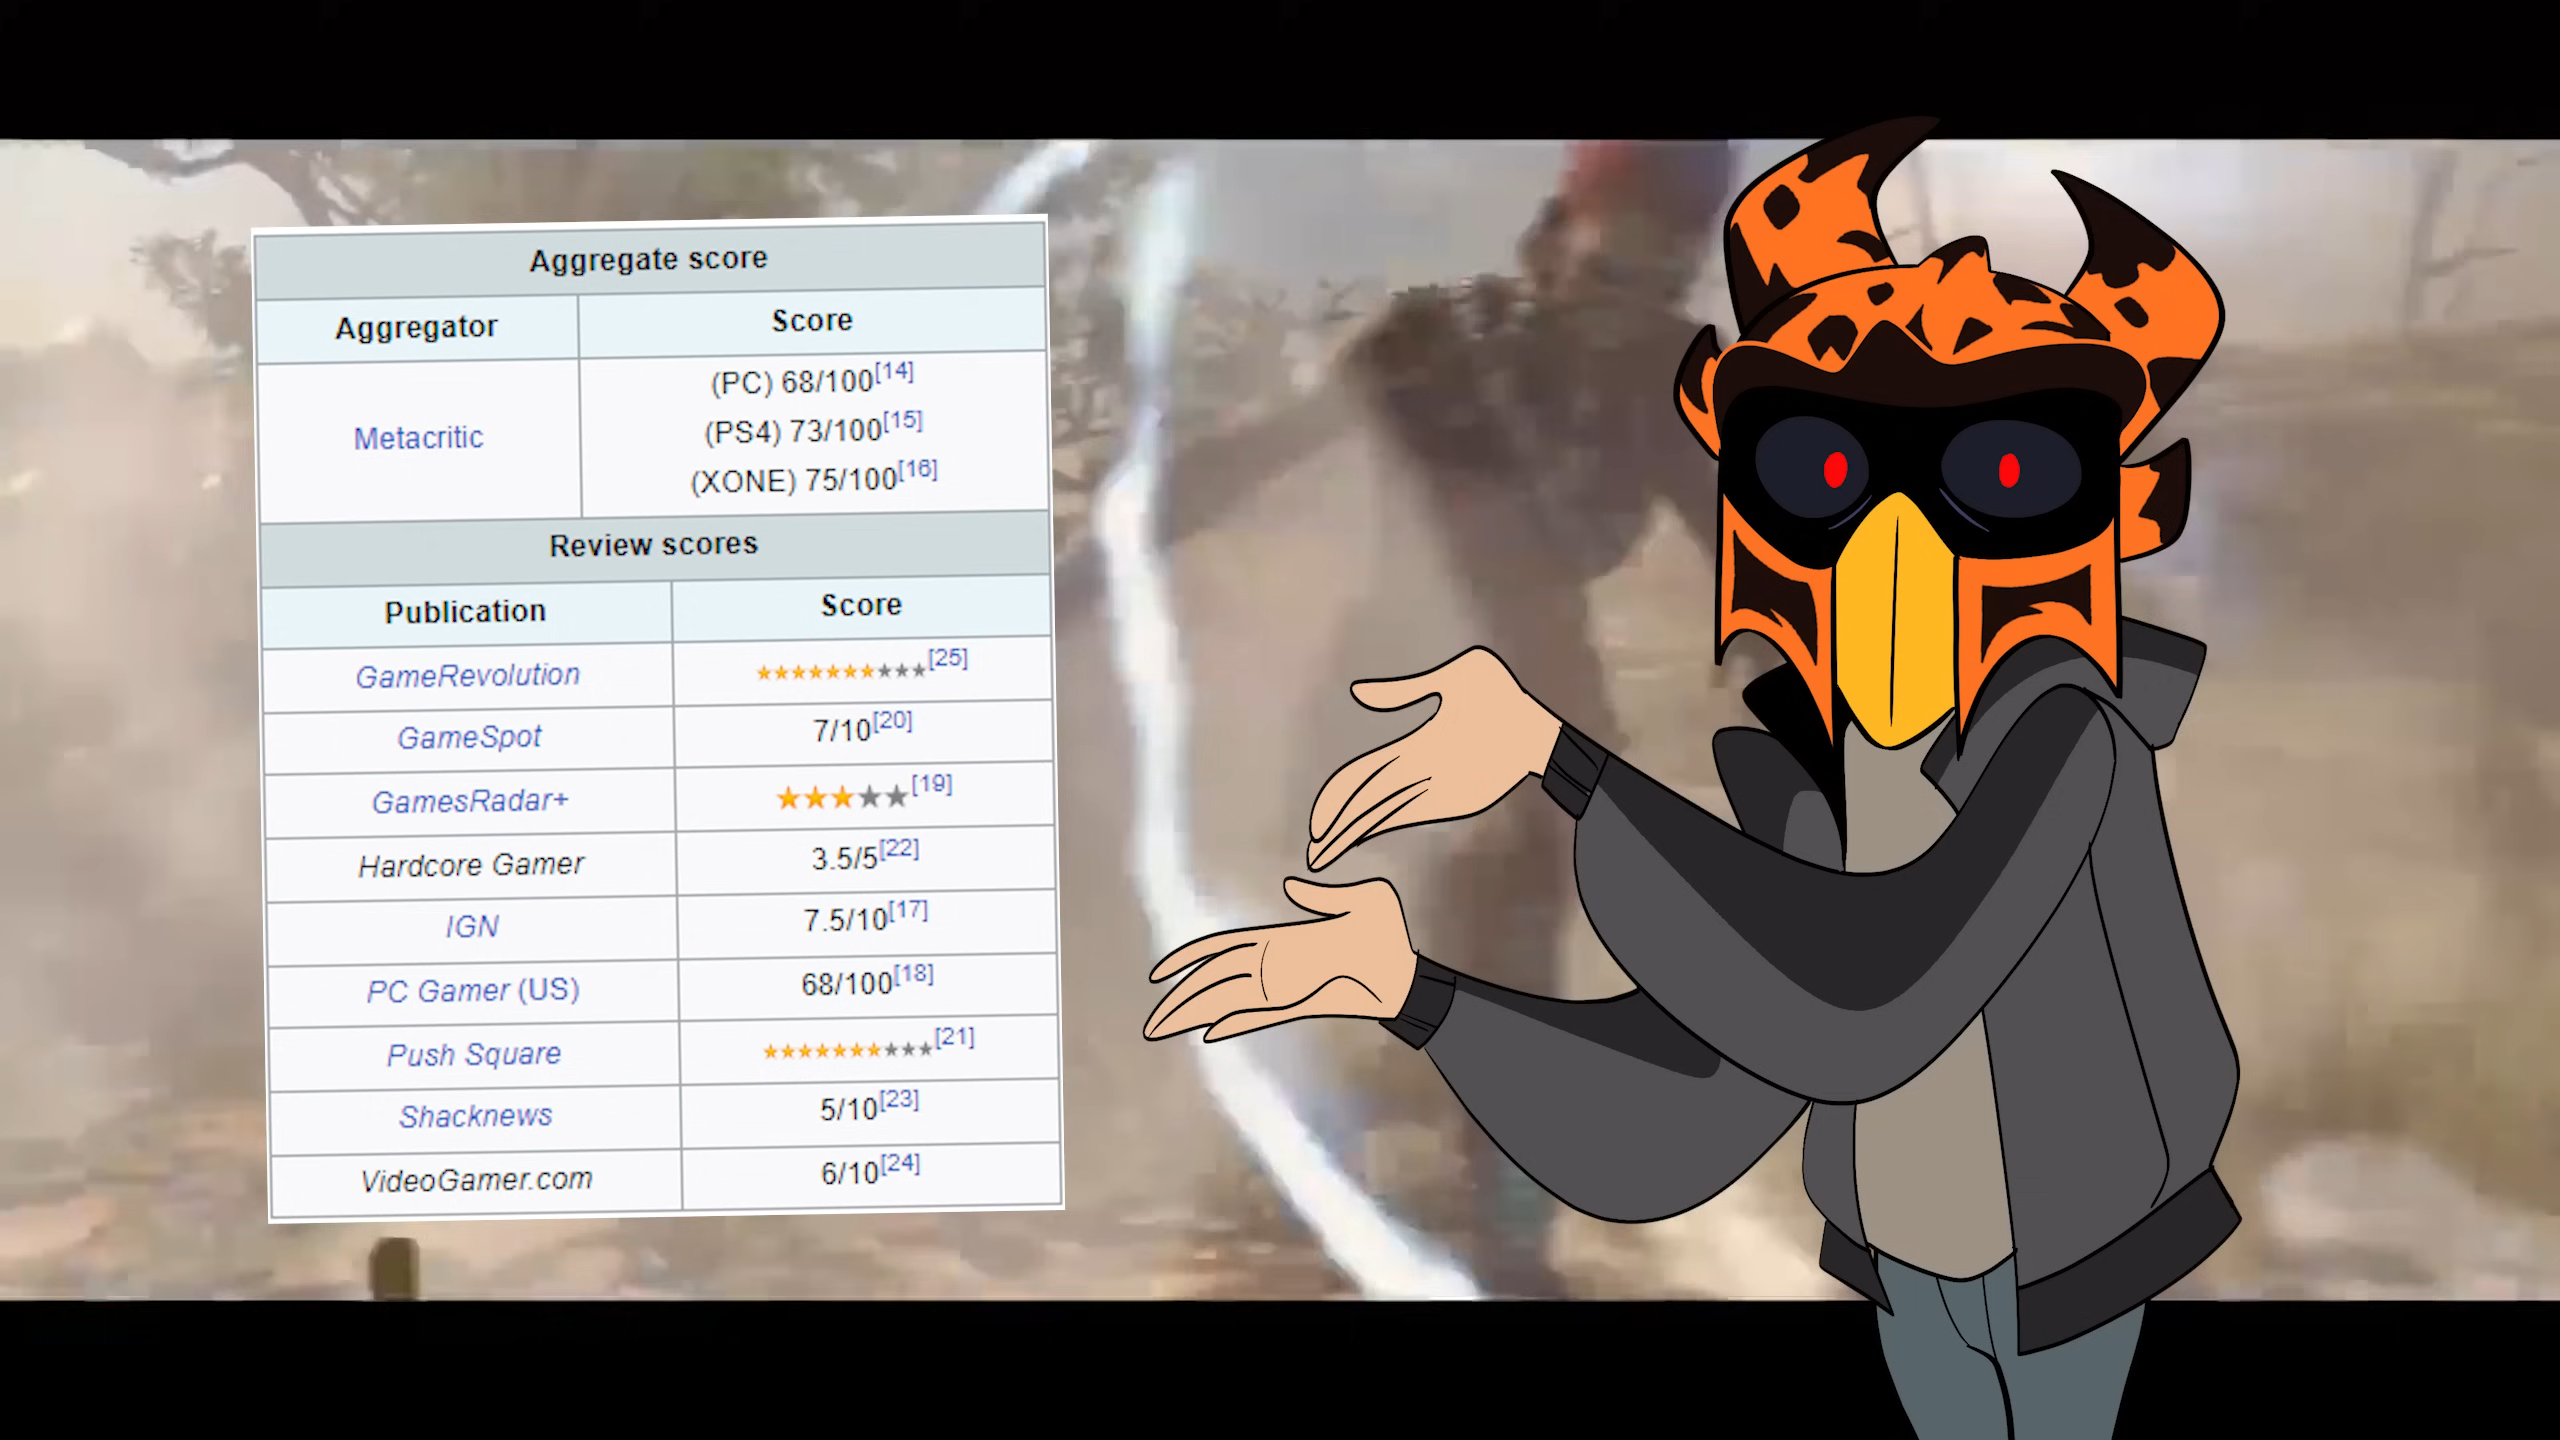 Aggregate score
Aggregator Score
Metacritic
(PC) 68/100[14]
(PS4) 73/100[15]
(XONE) 75/100[16]
Review scores
Publication Score
GameRevolution ★★★★★★★★★★[25]
GameSpot 7/10[20]
GamesRadar+ ★★★★★[19]
Hardcore Gamer 3.5/5[22]
IGN 7.5/10[17]
PC Gamer (US) 68/100[18]
Push Square ★★★★★★★★★★[21]
Shacknews 5/10[23]
VideoGamer.com 6/10[24]